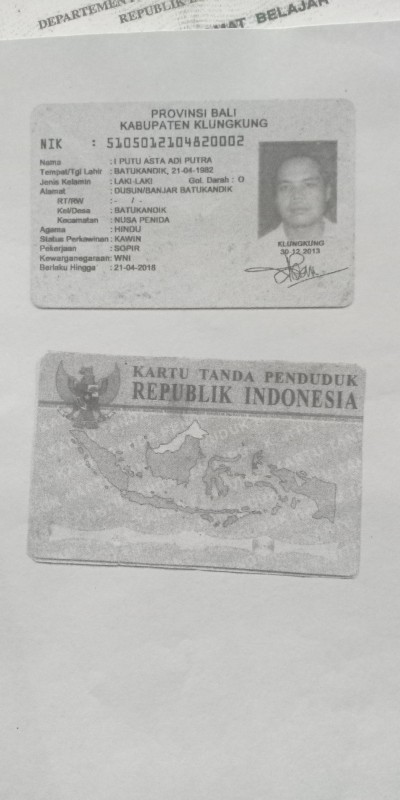 DEPARTEMEN
REPUBLIK
MAT BELAJAR
PROVINSI BALI
KABUPATEN KLUNGKUNG
NIK : 5105012104820002
Nama : I PUTU ASTA ADI PUTRA
Tempat/Tgl Lahir : BATUKANDIK, 21-04-1982
Jenis Kelamin : LAKI-LAKI Gol. Darah : O
Alamat : DUSUN/BANJAR BATUKANDIK
RT/RW : - / -
Kel/Desa : BATUKANDIK
Kecamatan : NUSA PENIDA
Agama : HINDU
Status Perkawinan : KAWIN
Pekerjaan : SOPIR
Kewarganegaraan: WNI
Berlaku Hingga : 21-04-2018
KLUNGKUNG
30-12-2013
KARTU TANDA PENDUDUK
REPUBLIK INDONESIA